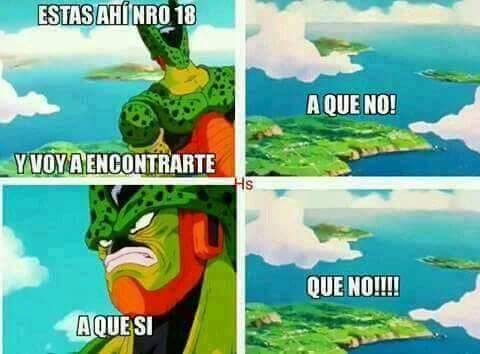 ESTAS AHÍ NRO 18
Y VOY A ENCONTRARTE
A QUE NO!
Hs
A QUE SI
QUE NO!!!!